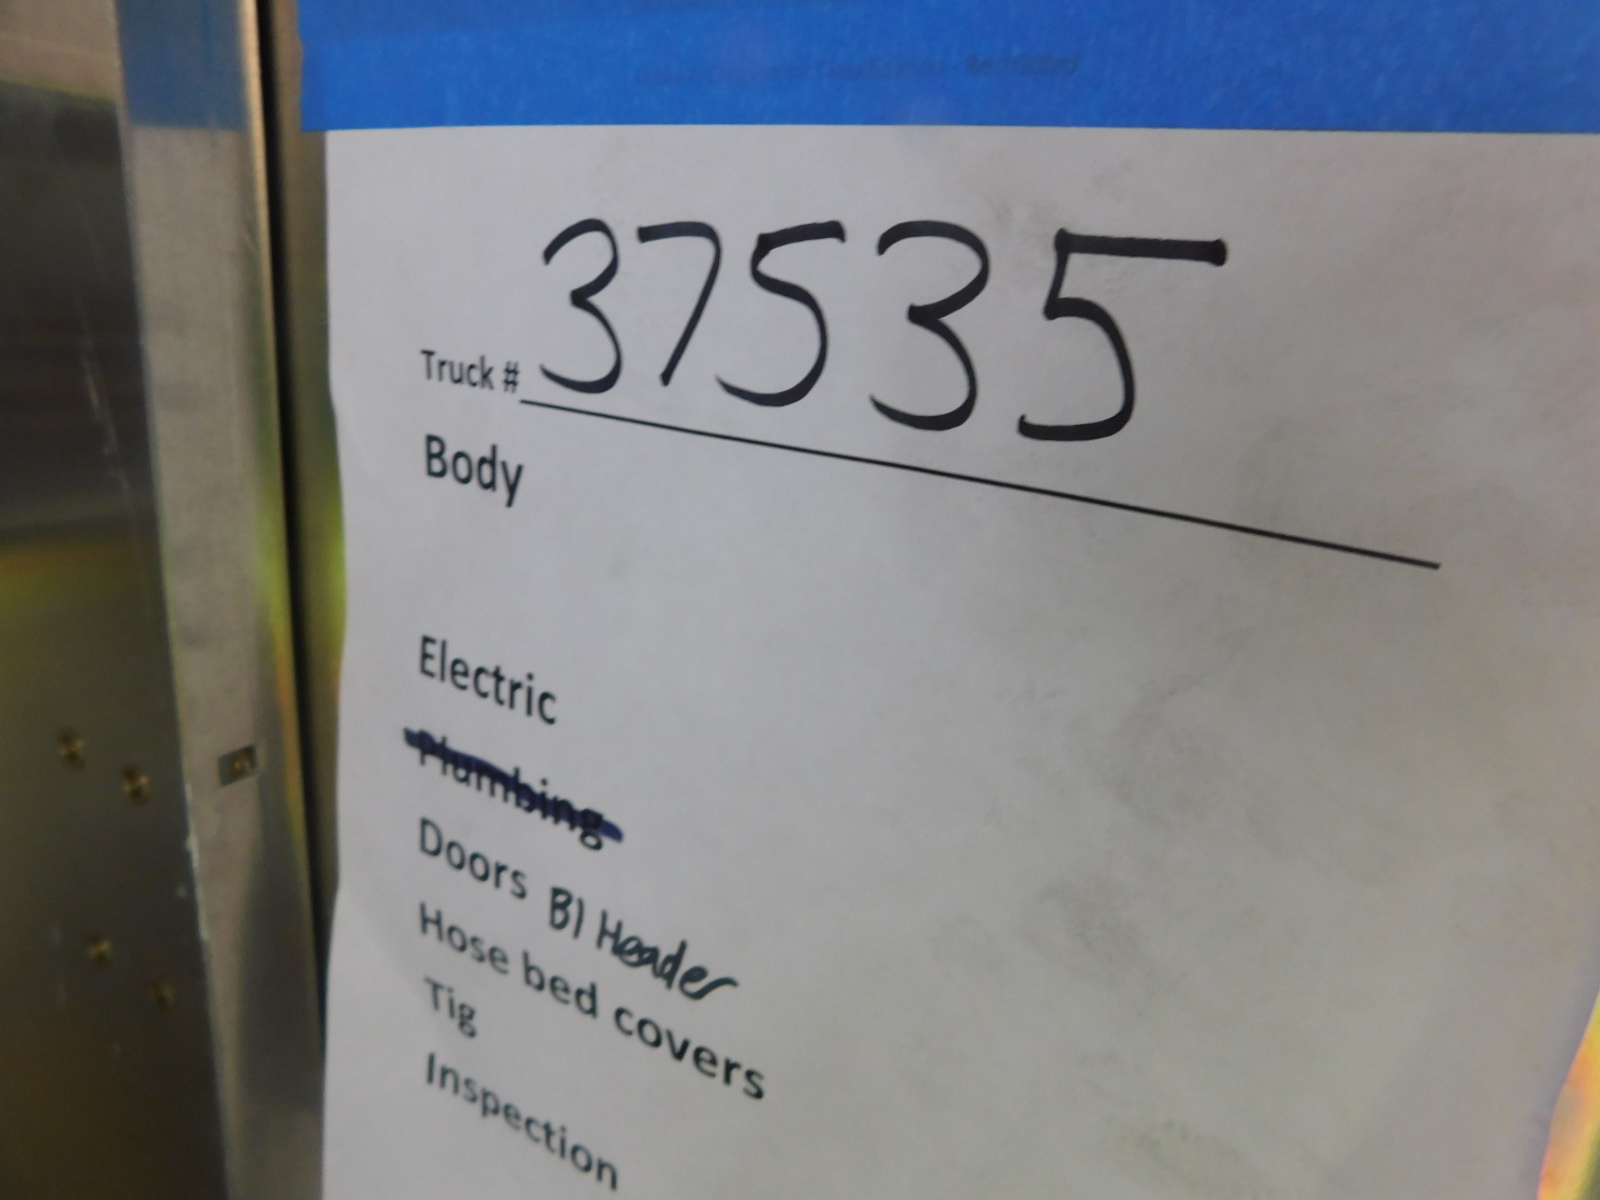 Truck # 37535
Body
Electric
Plumbing
Doors B1 Header
Hose bed covers
Tig
Inspection